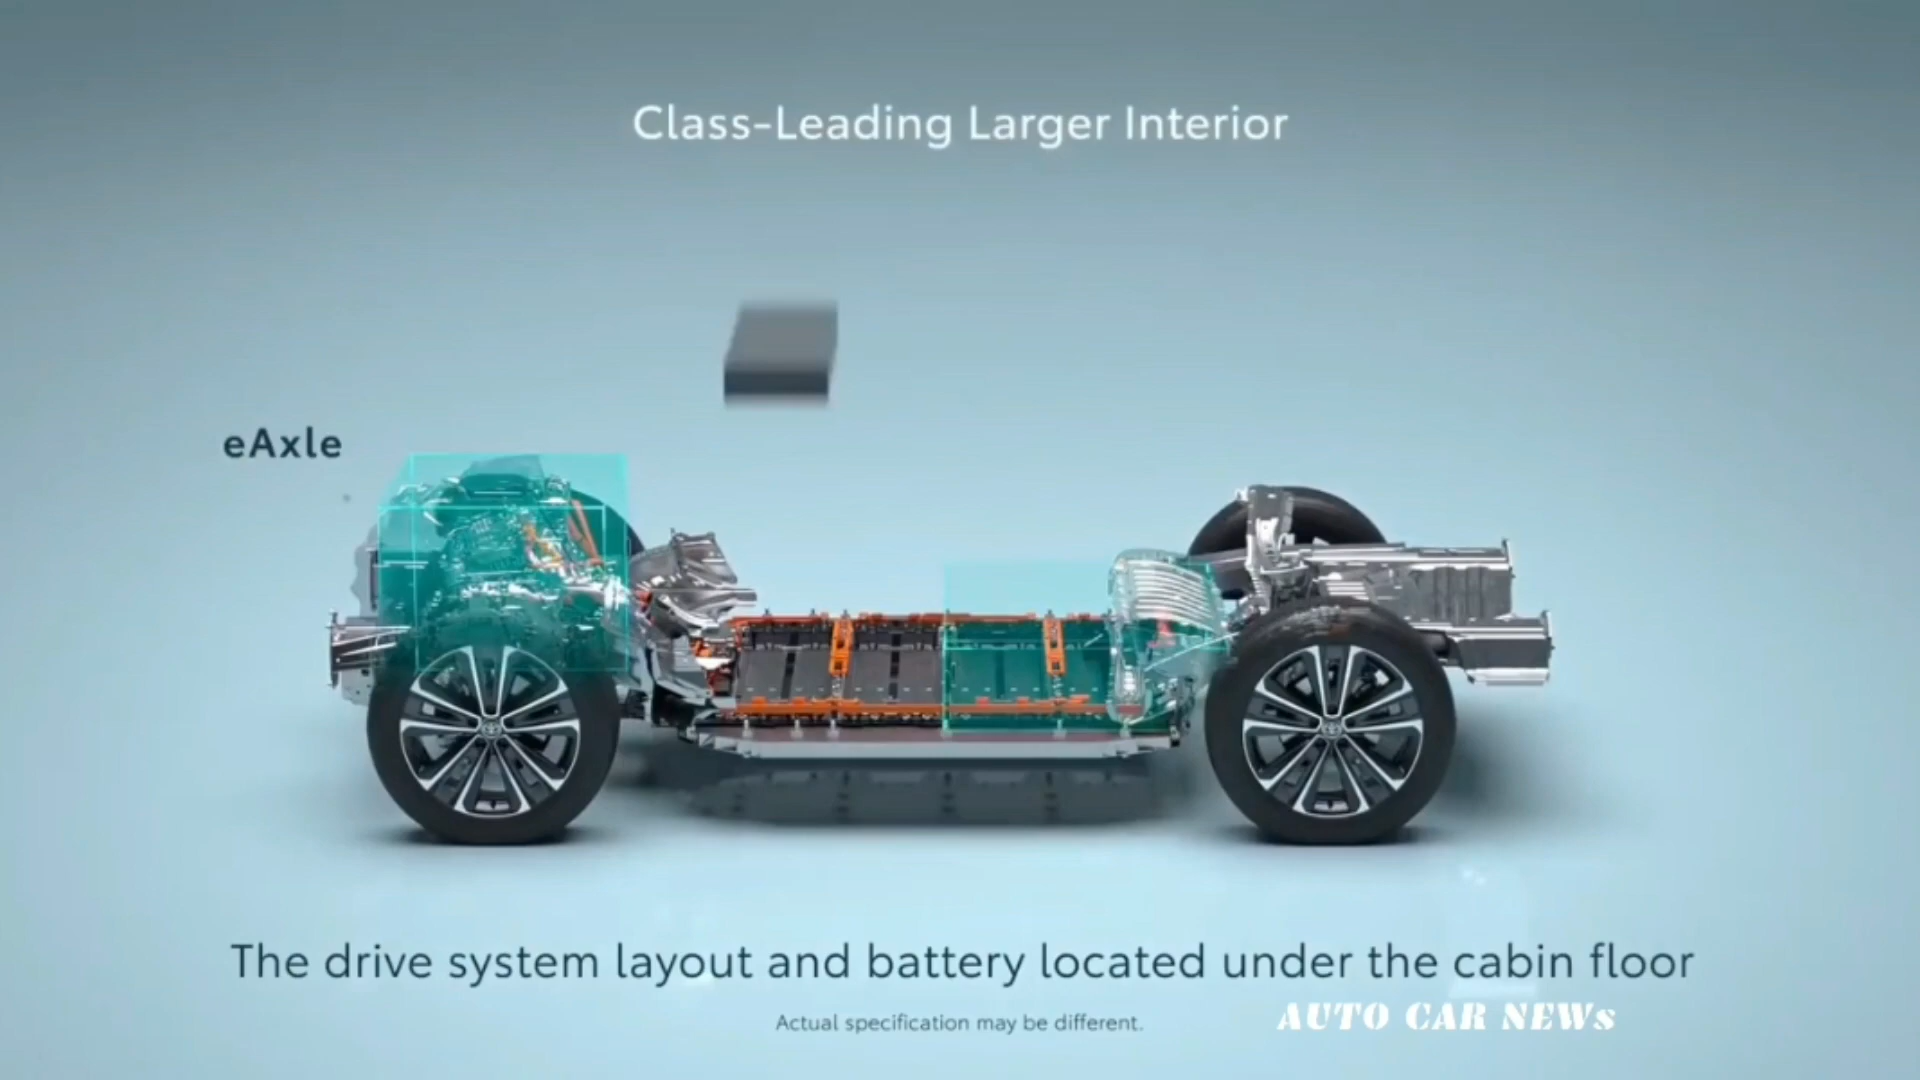 Class-Leading Larger Interior
eAxle
The drive system layout and battery located under the cabin floor
Actual specification may be different.
AUTO CAR NEWs